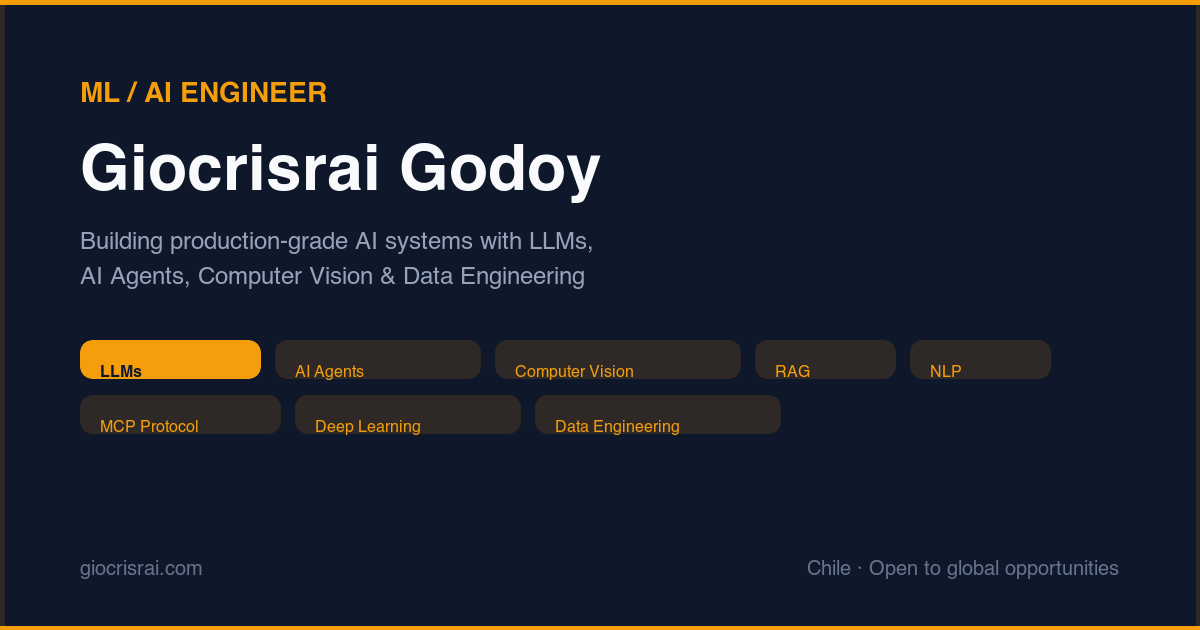 ML / AI ENGINEER
Giocrisrai Godoy
Building production-grade AI systems with LLMs,
AI Agents, Computer Vision & Data Engineering
LLMs AI Agents Computer Vision RAG NLP
MCP Protocol Deep Learning Data Engineering
giocrisrai.com Chile · Open to global opportunities